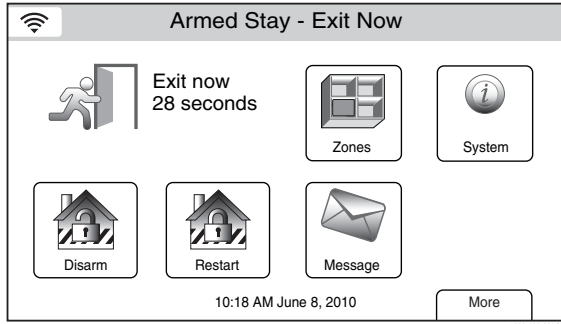 Armed Stay - Exit Now
Exit now
28 seconds
Zones
System
Disarm
Restart
Message
10:18 AM June 8, 2010
More